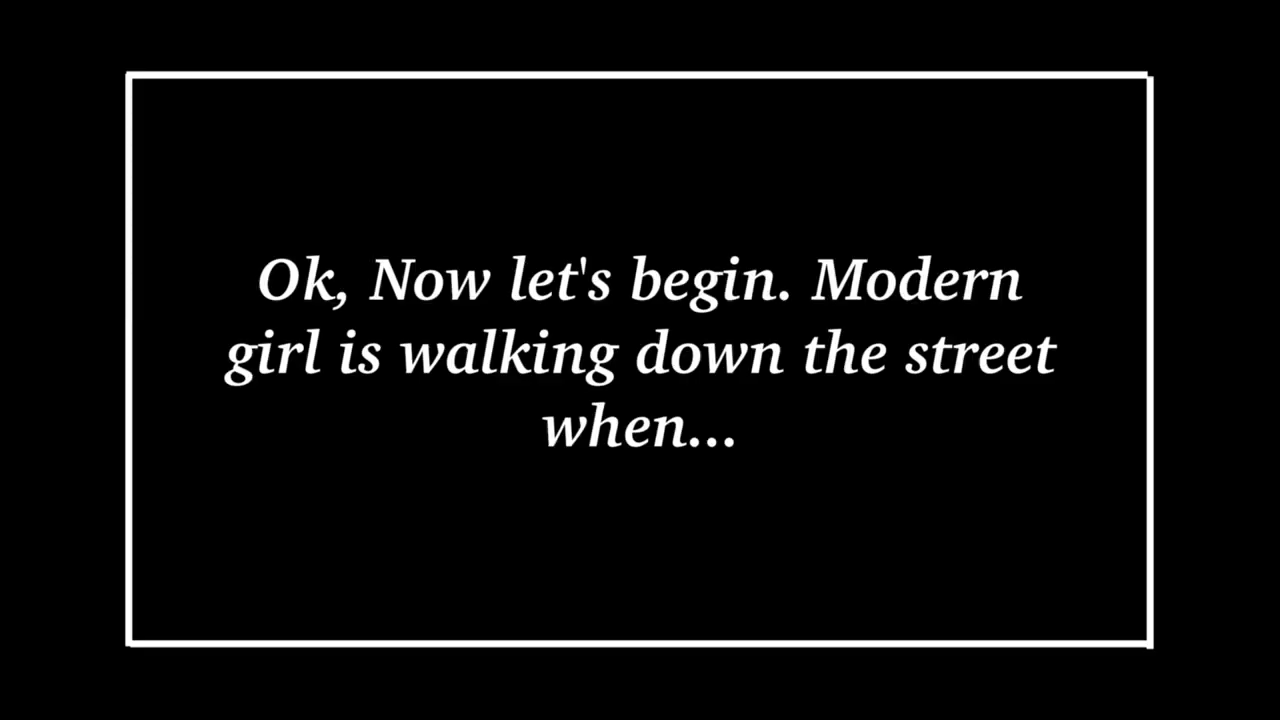 Ok, Now let's begin. Modern
girl is walking down the street
when...